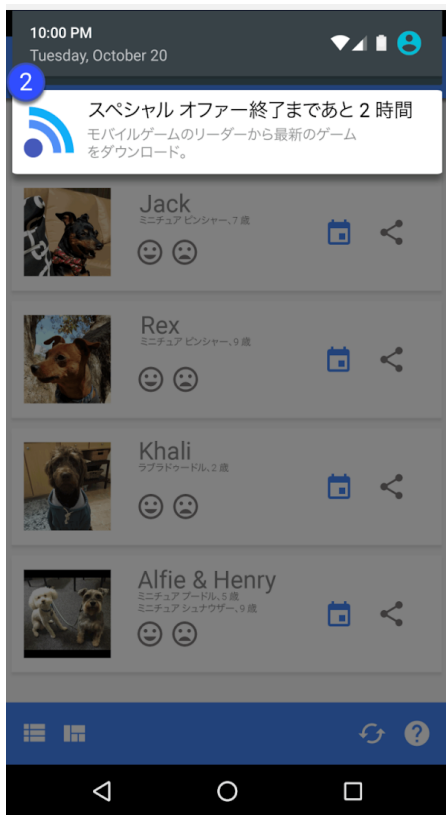 10:00 PM
Tuesday, October 20
2
スペシャル オファー終了まであと 2 時間
モバイルゲームのリーダーから最新のゲーム
をダウンロード。
Jack
ミニチュア ピンシャー、7 歳
Rex
ミニチュア ピンシャー、9 歳
Khali
ラブラドゥードル、2 歳
Alfie & Henry
ミニチュア プードル、5 歳
ミニチュア シュナウザー、9 歳